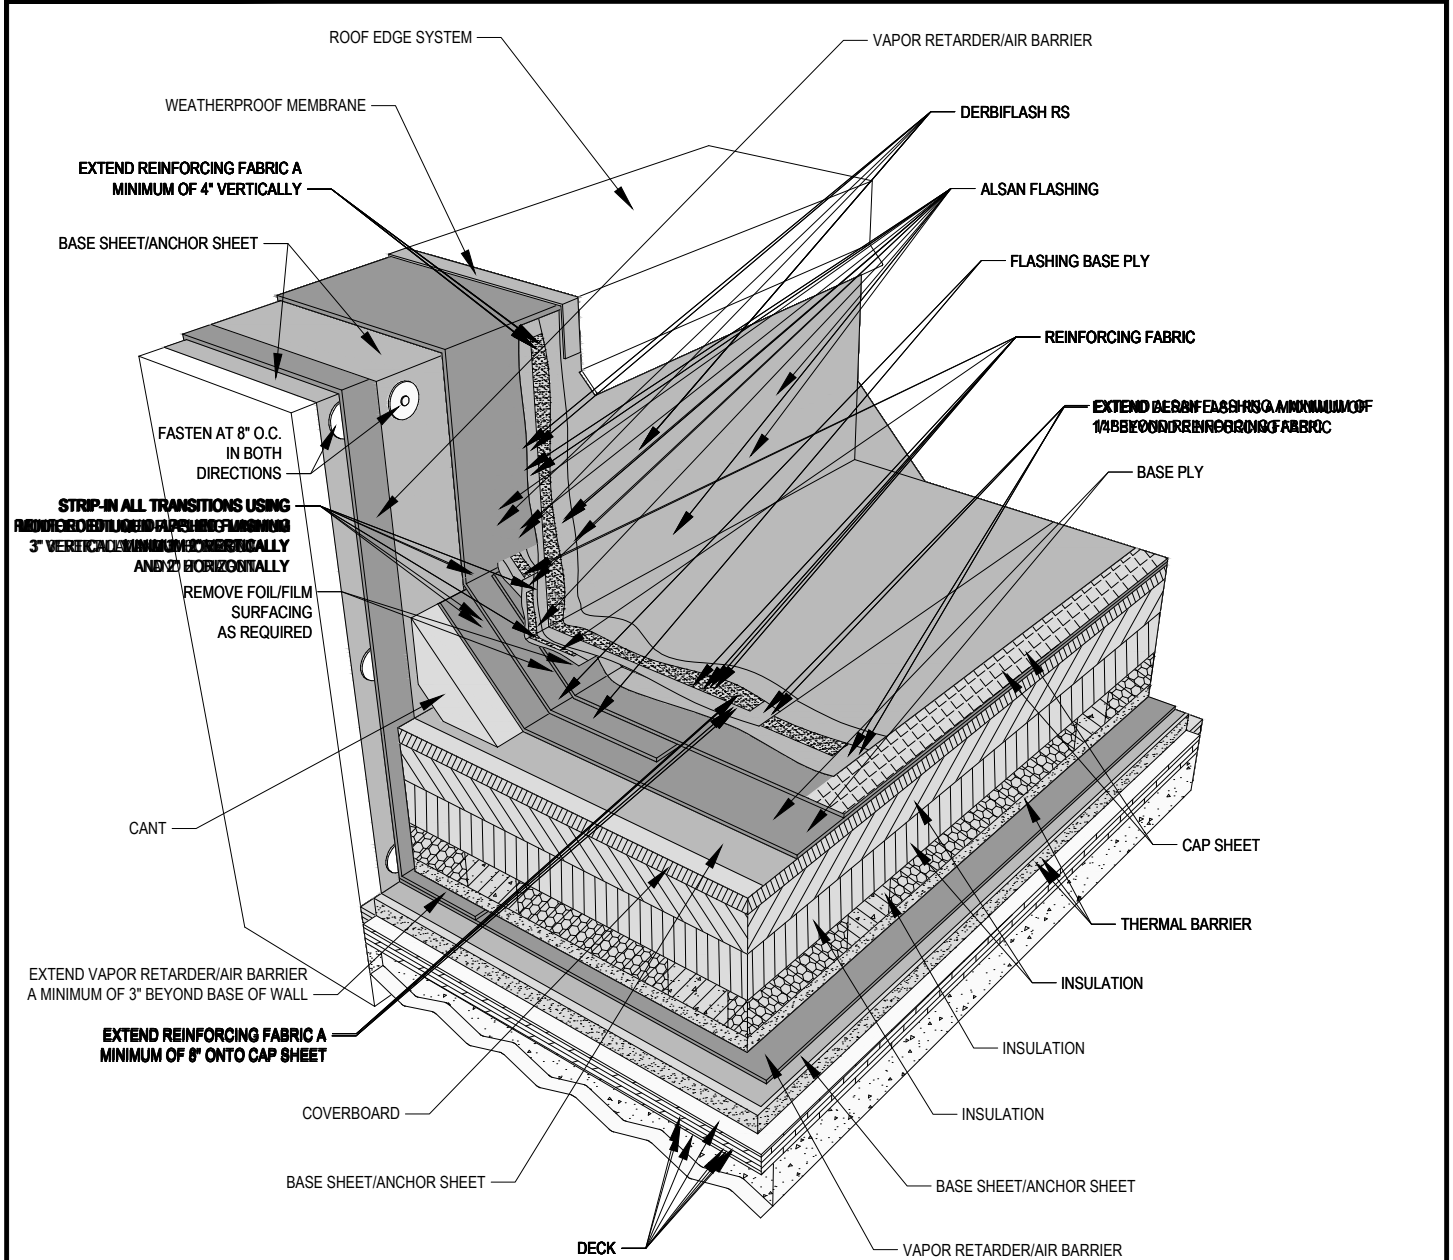 ROOF EDGE SYSTEM
VAPOR RETARDER/AIR BARRIER
WEATHERPROOF MEMBRANE
DERBIFLASH RS
EXTEND REINFORCING FABRIC A
MINIMUM OF 4" VERTICALLY
ALSAN FLASHING
BASE SHEET/ANCHOR SHEET
FLASHING BASE PLY
REINFORCING FABRIC
FASTEN AT 8" O.C.
IN BOTH
DIRECTIONS
BASE PLY
STRIP-IN ALL TRANSITIONS USING
REMOVE FOIL/FILM
SURFACING
AS REQUIRED
CANT
CAP SHEET
THERMAL BARRIER
EXTEND VAPOR RETARDER/AIR BARRIER
A MINIMUM OF 3" BEYOND BASE OF WALL
INSULATION
EXTEND REINFORCING FABRIC A
MINIMUM OF 8" ONTO CAP SHEET
INSULATION
COVERBOARD
INSULATION
BASE SHEET/ANCHOR SHEET
BASE SHEET/ANCHOR SHEET
DECK
VAPOR RETARDER/AIR BARRIER